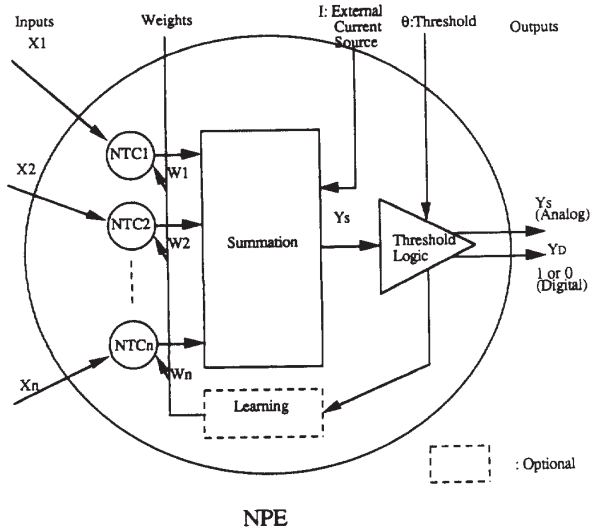 Inputs
Weights
I: External
Current
Source
θ:Threshold
Outputs
X1
NTC1
W1
X2
NTC2
W2
Summation
Ys
Threshold
Logic
Ys
(Analog)
YD
1 or 0
(Digital)
NTCn
Wn
Xn
Learning
: Optional
NPE